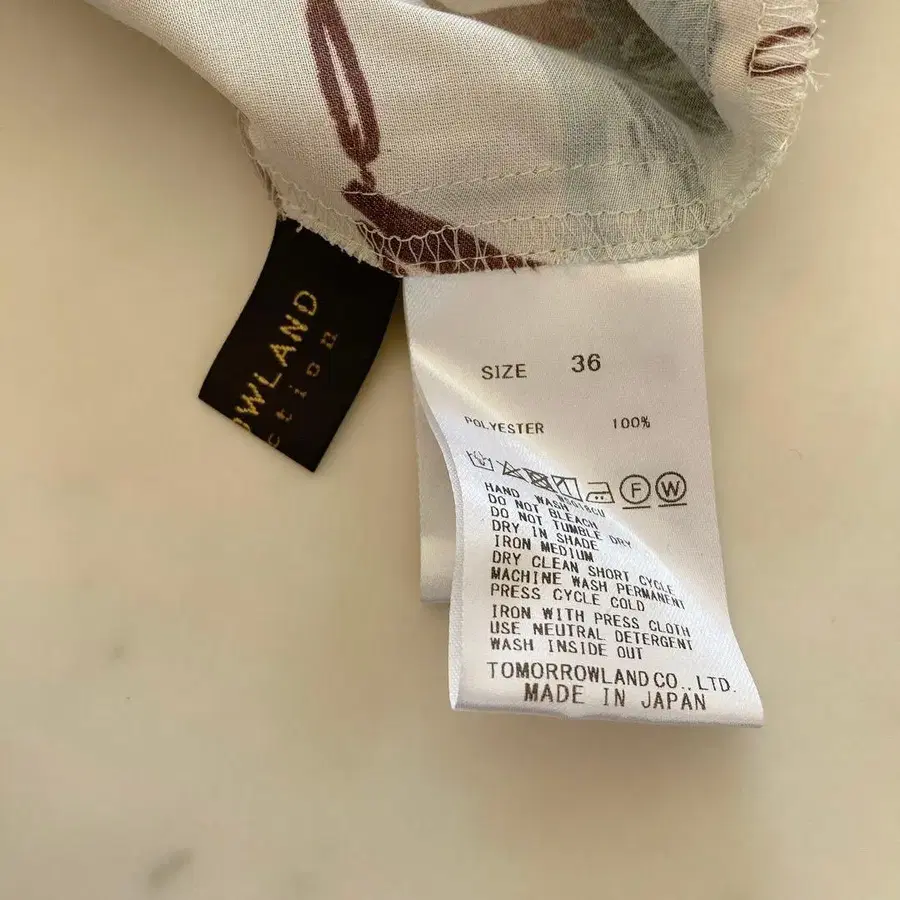 OWLAND
ction
SIZE 36
POLYESTER 100%
F W
HAND WASH
DO NOT BLEACH
DO NOT TUMBLE DRY
DRY IN SHADE
IRON MEDIUM
DRY CLEAN SHORT CYCLE
MACHINE WASH PERMANENT
PRESS CYCLE COLD
IRON WITH PRESS CLOTH
USE NEUTRAL DETERGENT
WASH INSIDE OUT
TOMORROWLAND CO.,LTD.
MADE IN JAPAN